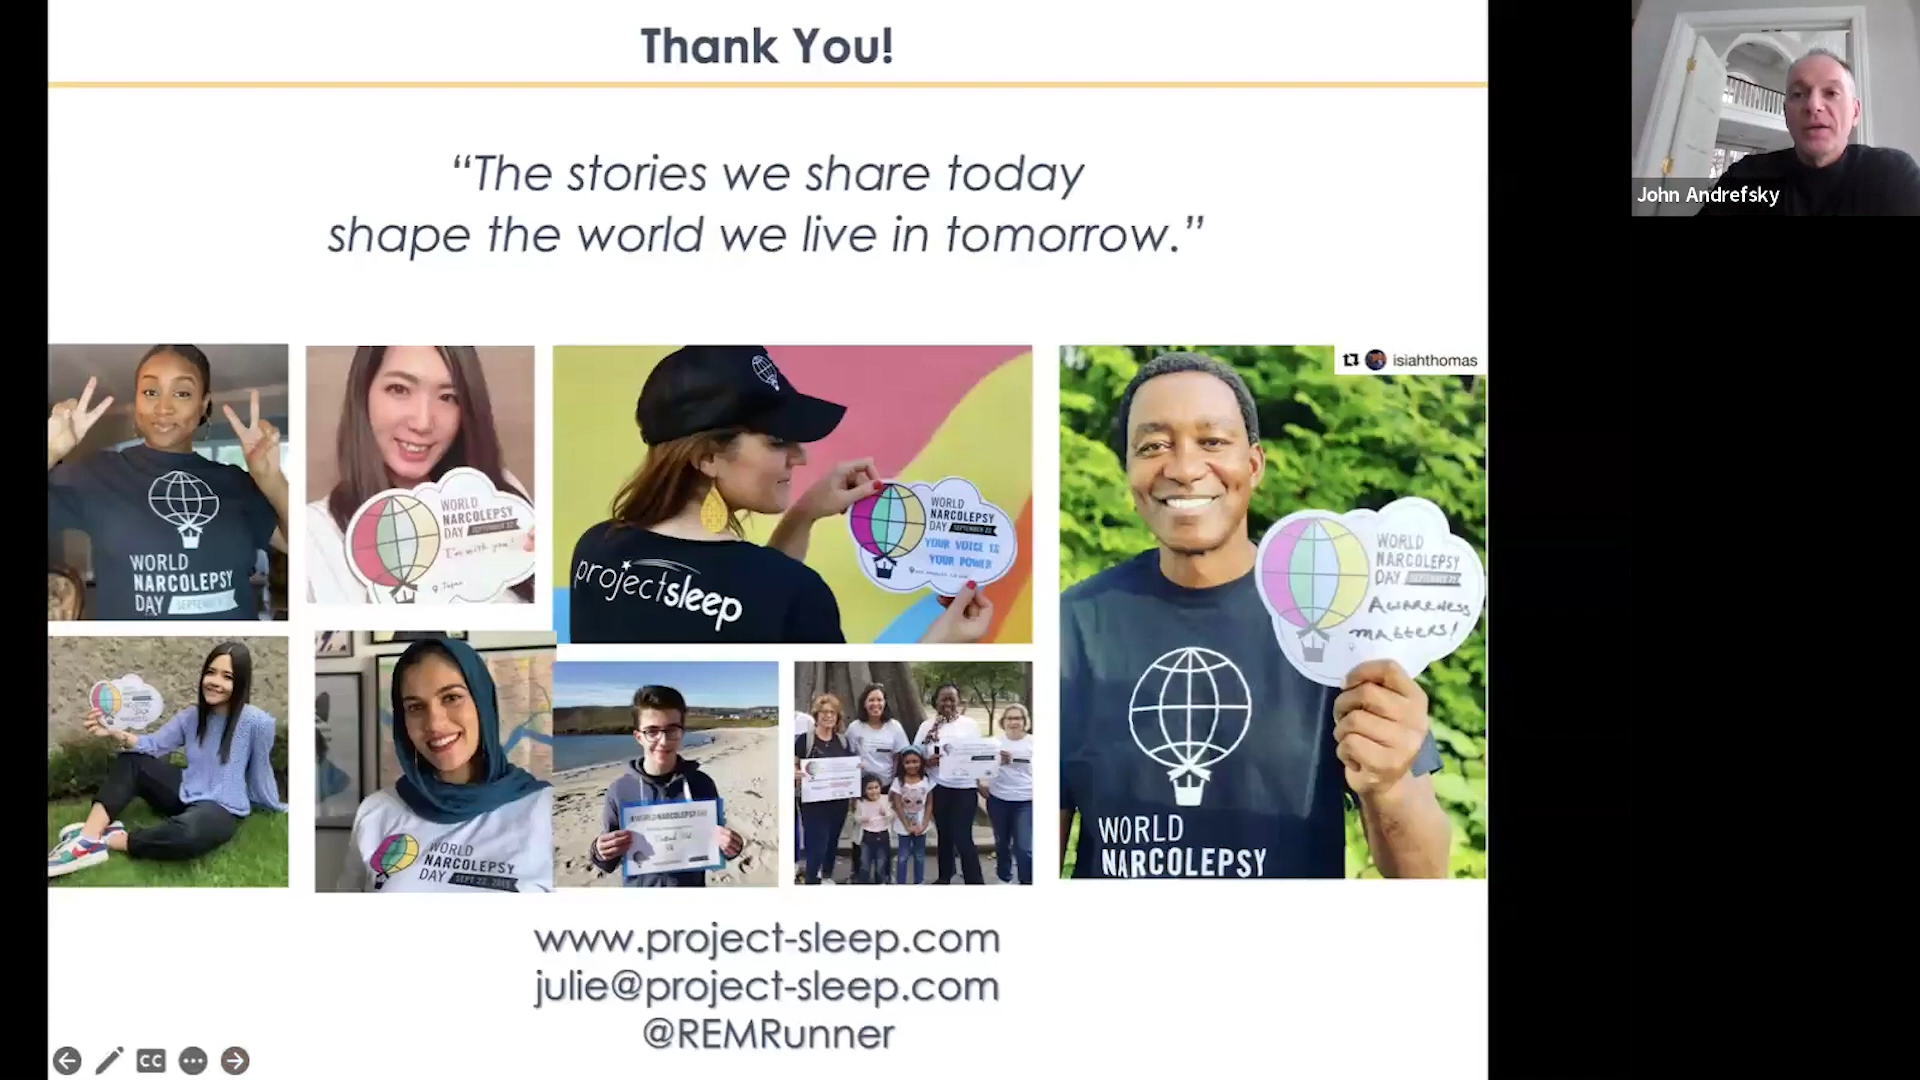 Thank You!
“The stories we share today
shape the world we live in tomorrow.”
John Andrefsky
WORLD
NARCOLEPSY
DAY SEPTEMBER
WORLD
NARCOLEPSY
DAY SEPTEMBER 22
I'm with you!
Japan
projectsleep
WORLD
NARCOLEPSY
DAY SEPTEMBER 22
YOUR VOICE IS
YOUR POWER
isiahthomas
WORLD
NARCOLEPSY
DAY SEPTEMBER 22
AWARENESS
MATTERS!
WORLD
NARCOLEPSY
WORLD
NARCOLEPSY
DAY SEPT 22, 2019
#WORLDNARCOLEPSYDAY
www.project-sleep.com
julie@project-sleep.com
@REMRunner
CC